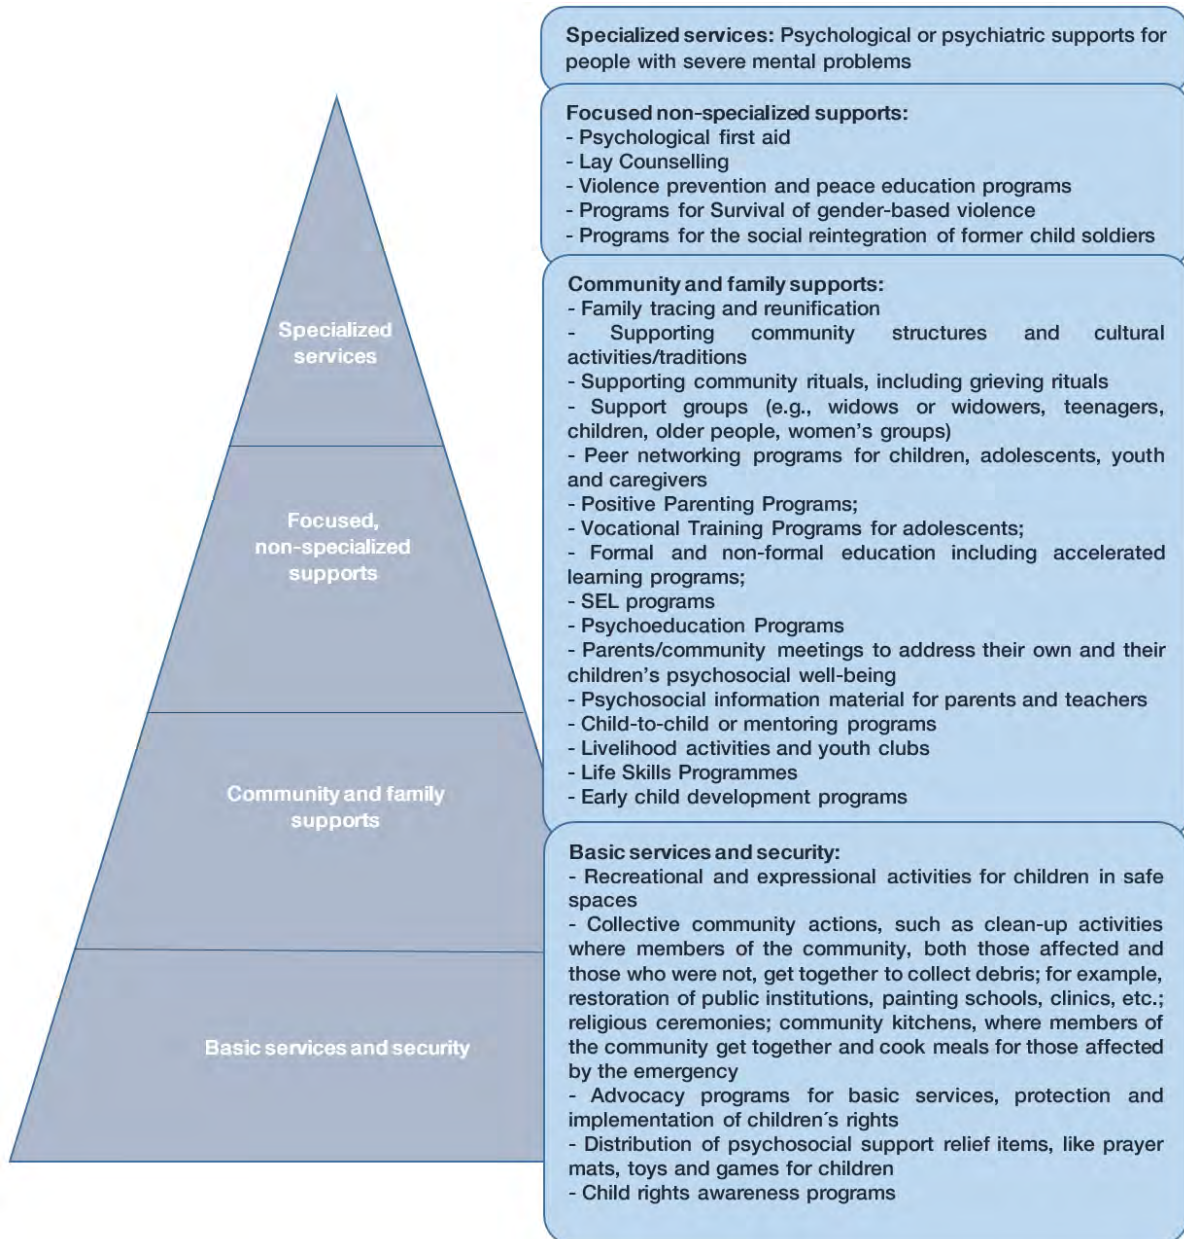 Specialized services: Psychological or psychiatric supports for
people with severe mental problems
Focused non-specialized supports:
- Psychological first aid
- Lay Counselling
- Violence prevention and peace education programs
- Programs for Survival of gender-based violence
- Programs for the social reintegration of former child soldiers
Community and family supports:
- Family tracing and reunification
- Supporting community structures and cultural
activities/traditions
- Supporting community rituals, including grieving rituals
- Support groups (e.g., widows or widowers, teenagers,
children, older people, women's groups)
- Peer networking programs for children, adolescents, youth
and caregivers
- Positive Parenting Programs;
- Vocational Training Programs for adolescents;
- Formal and non-formal education including accelerated
learning programs;
- SEL programs
- Psychoeducation Programs
- Parents/community meetings to address their own and their
children's psychosocial well-being
- Psychosocial information material for parents and teachers
- Child-to-child or mentoring programs
- Livelihood activities and youth clubs
- Life Skills Programmes
- Early child development programs
Basic services and security:
- Recreational and expressional activities for children in safe
spaces
- Collective community actions, such as clean-up activities
where members of the community, both those affected and
those who were not, get together to collect debris; for example,
restoration of public institutions, painting schools, clinics, etc.;
religious ceremonies; community kitchens, where members of
the community get together and cook meals for those affected
by the emergency
- Advocacy programs for basic services, protection and
implementation of children´s rights
- Distribution of psychosocial support relief items, like prayer
mats, toys and games for children
- Child rights awareness programs
Specialized
services
Focused,
non-specialized
supports
Community and family
supports
Basic services and security